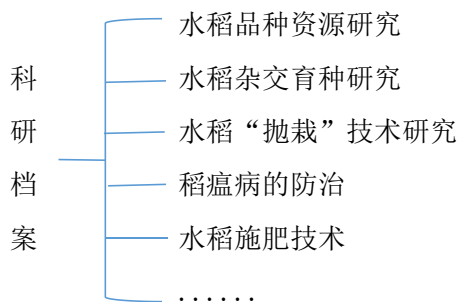 科研档案
水稻品种资源研究
水稻杂交育种研究
水稻“抛栽”技术研究
稻瘟病的防治
水稻施肥技术
......